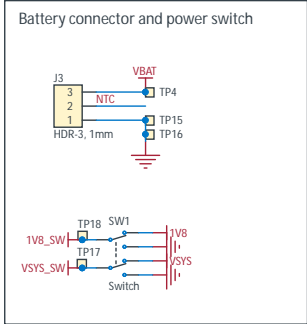 Battery connector and power switch
VBAT
J3
3
TP4
2
NTC
1
TP15
HDR-3, 1mm
TP16
TP18
SW1
1V8_SW
1V8
TP17
VSYS_SW
VSYS
Switch